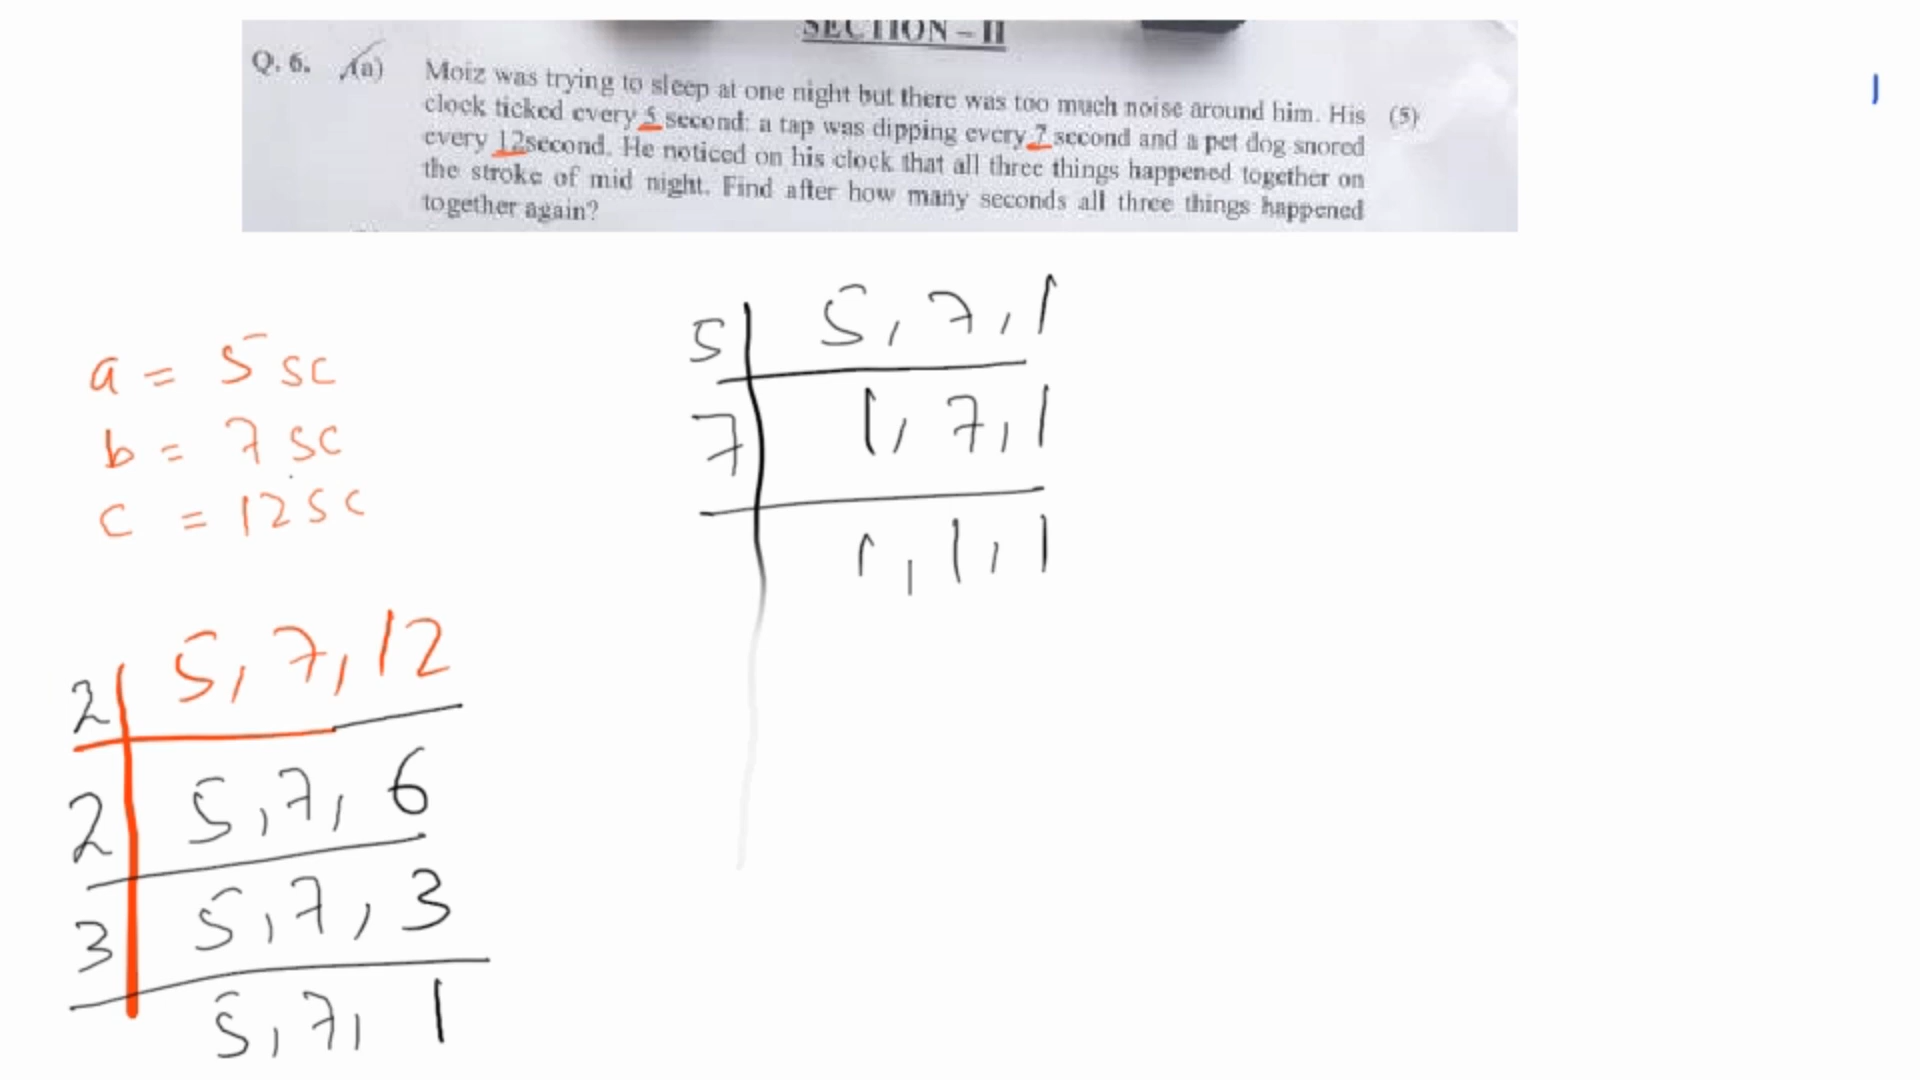 SECTION – II
Q. 6. (a) Moiz was trying to sleep at one night but there was too much noise around him. His (5)
clock ticked every 5 second: a tap was dipping every 7 second and a pet dog snored
every 12second. He noticed on his clock that all three things happened together on
the stroke of mid night. Find after how many seconds all three things happened
together again?
a = 5 sc
b = 7 sc
c = 12 sc
2 5, 7, 12
2 5, 7, 6
3 5, 7, 3
5, 7, 1
5 5, 7, 1
7 1, 7, 1
1, 1, 1